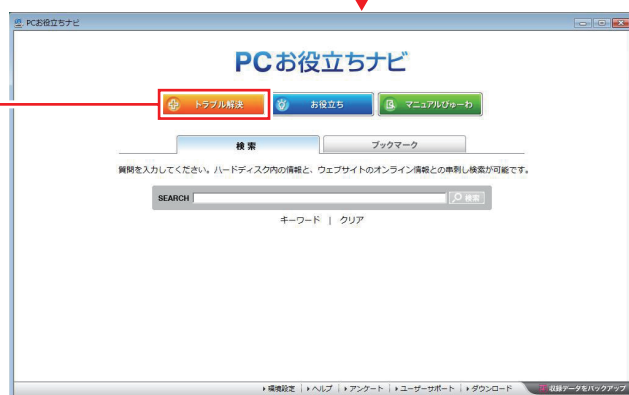 PCお役立ちナビ
PCお役立ちナビ
トラブル解決 お役立ち マニュアルびゅーわ
検索 ブックマーク
質問を入力してください。ハードディスク内の情報と、ウェブサイトのオンライン情報との串刺し検索が可能です。
SEARCH 検索
キーワード | クリア
環境設定 | ヘルプ | アンケート | ユーザーサポート | ダウンロード 収録データをバックアップ